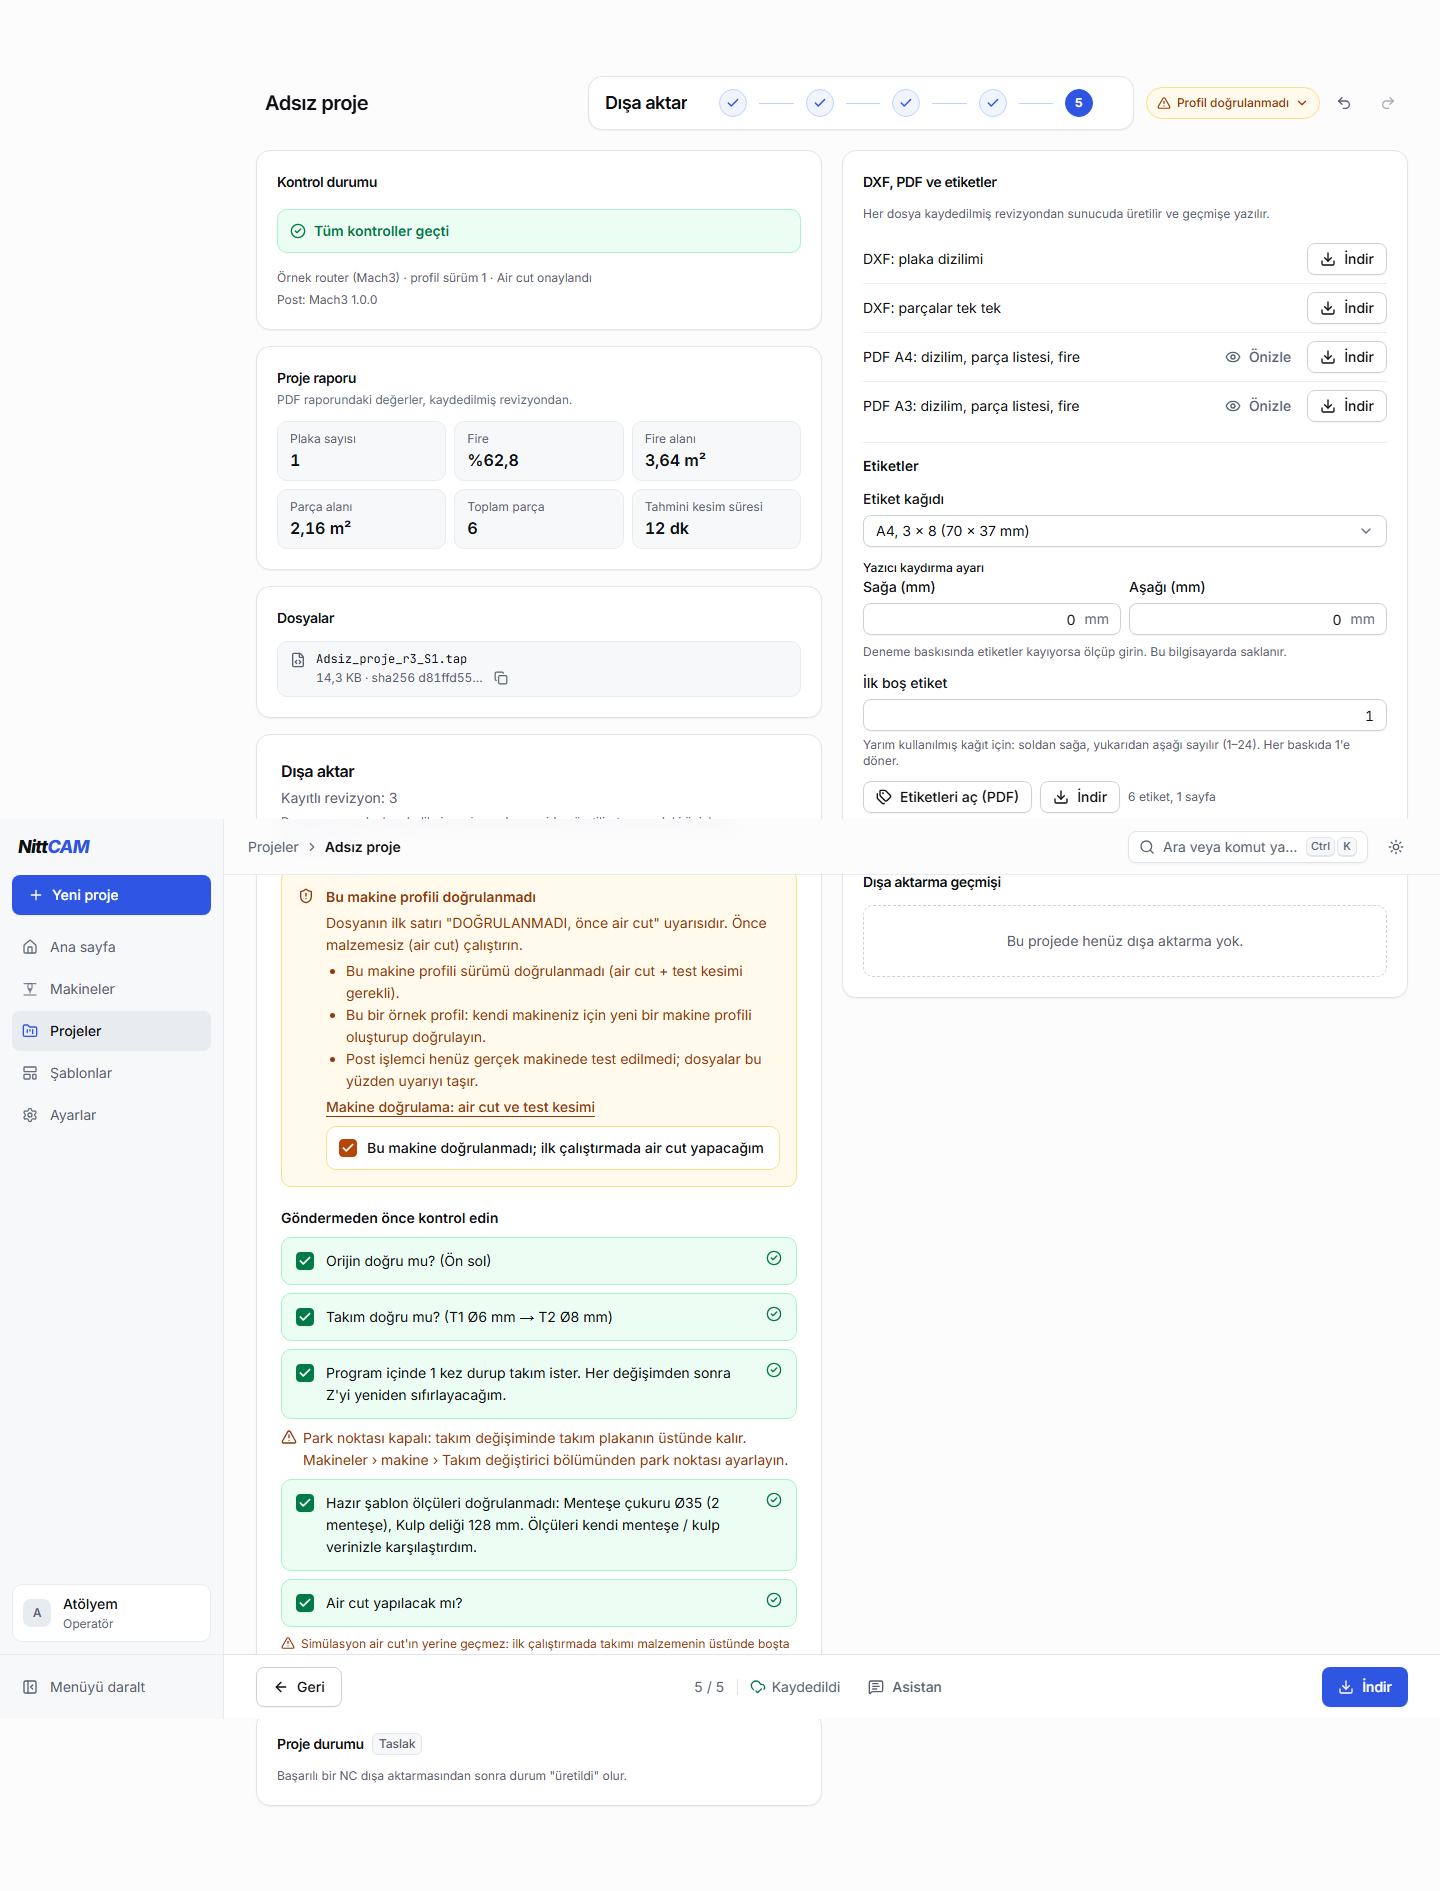 Adsız proje
Dışa aktar
5
Profil doğrulanmadı
Kontrol durumu
Tüm kontroller geçti
Örnek router (Mach3) · profil sürüm 1 · Air cut onaylandı
Post: Mach3 1.0.0
Proje raporu
PDF raporundaki değerler, kaydedilmiş revizyondan.
Plaka sayısı
1
Fire
%62,8
Fire alanı
3,64 m²
Parça alanı
2,16 m²
Toplam parça
6
Tahmini kesim süresi
12 dk
Dosyalar
Adsiz_proje_r3_S1.tap
14,3 KB · sha256 d81ffd55…
Dışa aktar
Kayıtlı revizyon: 3
DXF, PDF ve etiketler
Her dosya kaydedilmiş revizyondan sunucuda üretilir ve geçmişe yazılır.
DXF: plaka dizilimi
İndir
DXF: parçalar tek tek
İndir
PDF A4: dizilim, parça listesi, fire
Önizle
İndir
PDF A3: dizilim, parça listesi, fire
Önizle
İndir
Etiketler
Etiket kağıdı
A4, 3 × 8 (70 × 37 mm)
Yazıcı kaydırma ayarı
Sağa (mm)
Aşağı (mm)
0 mm
0 mm
Deneme baskısında etiketler kayıyorsa ölçüp girin. Bu bilgisayarda saklanır.
İlk boş etiket
1
Yarım kullanılmış kağıt için: soldan sağa, yukarıdan aşağı sayılır (1–24). Her baskıda 1'e
döner.
Etiketleri aç (PDF)
İndir
6 etiket, 1 sayfa
NittCAM
Projeler
Adsız proje
Ara veya komut ya...
Ctrl
K
Yeni proje
Ana sayfa
Makineler
Projeler
Şablonlar
Ayarlar
Dışa aktarma geçmişi
Bu projede henüz dışa aktarma yok.
Bu makine profili doğrulanmadı
Dosyanın ilk satırı "DOĞRULANMADI, önce air cut" uyarısıdır. Önce
malzemesiz (air cut) çalıştırın.
• Bu makine profili sürümü doğrulanmadı (air cut + test kesimi
gerekli).
• Bu bir örnek profil: kendi makineniz için yeni bir makine profili
oluşturup doğrulayın.
• Post işlemci henüz gerçek makinede test edilmedi; dosyalar bu
yüzden uyarıyı taşır.
Makine doğrulama: air cut ve test kesimi
Bu makine doğrulanmadı; ilk çalıştırmada air cut yapacağım
Göndermeden önce kontrol edin
Orijin doğru mu? (Ön sol)
Takım doğru mu? (T1 Ø6 mm → T2 Ø8 mm)
Program içinde 1 kez durup takım ister. Her değişimden sonra
Z'yi yeniden sıfırlayacağım.
Park noktası kapalı: takım değişiminde takım plakanın üstünde kalır.
Makineler › makine › Takım değiştirici bölümünden park noktası ayarlayın.
Hazır şablon ölçüleri doğrulanmadı: Menteşe çukuru Ø35 (2
menteşe), Kulp deliği 128 mm. Ölçüleri kendi menteşe / kulp
verinizle karşılaştırdım.
Air cut yapılacak mı?
Simülasyon air cut'ın yerine geçmez: ilk çalıştırmada takımı malzemenin üstünde boşta
A
Atölyem
Operatör
Menüyü daralt
Geri
5 / 5
Kaydedildi
Asistan
İndir
Proje durumu
Taslak
Başarılı bir NC dışa aktarmasından sonra durum "üretildi" olur.